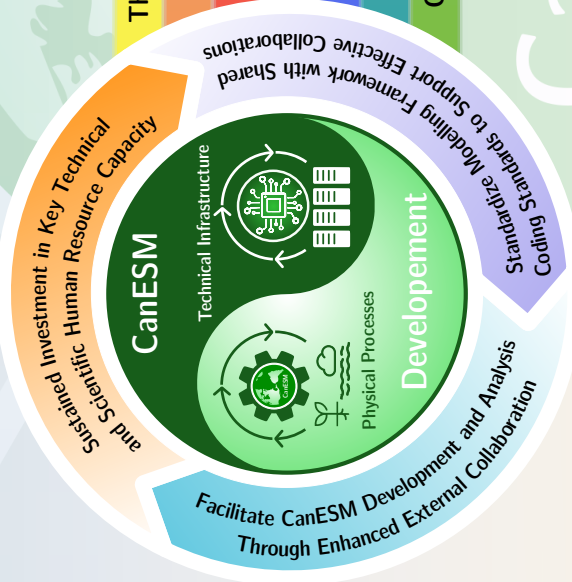 TH
C
Sustained Investment in Key Technical
and Scientific Human Resource Capacity
Standardize Modelling Framework with Shared
Coding Standards to Support Effective Collaborations
Facilitate CanESM Development and Analysis
Through Enhanced External Collaboration
CanESM
Technical Infrastructure
CanESM
Physical Processes
Developement